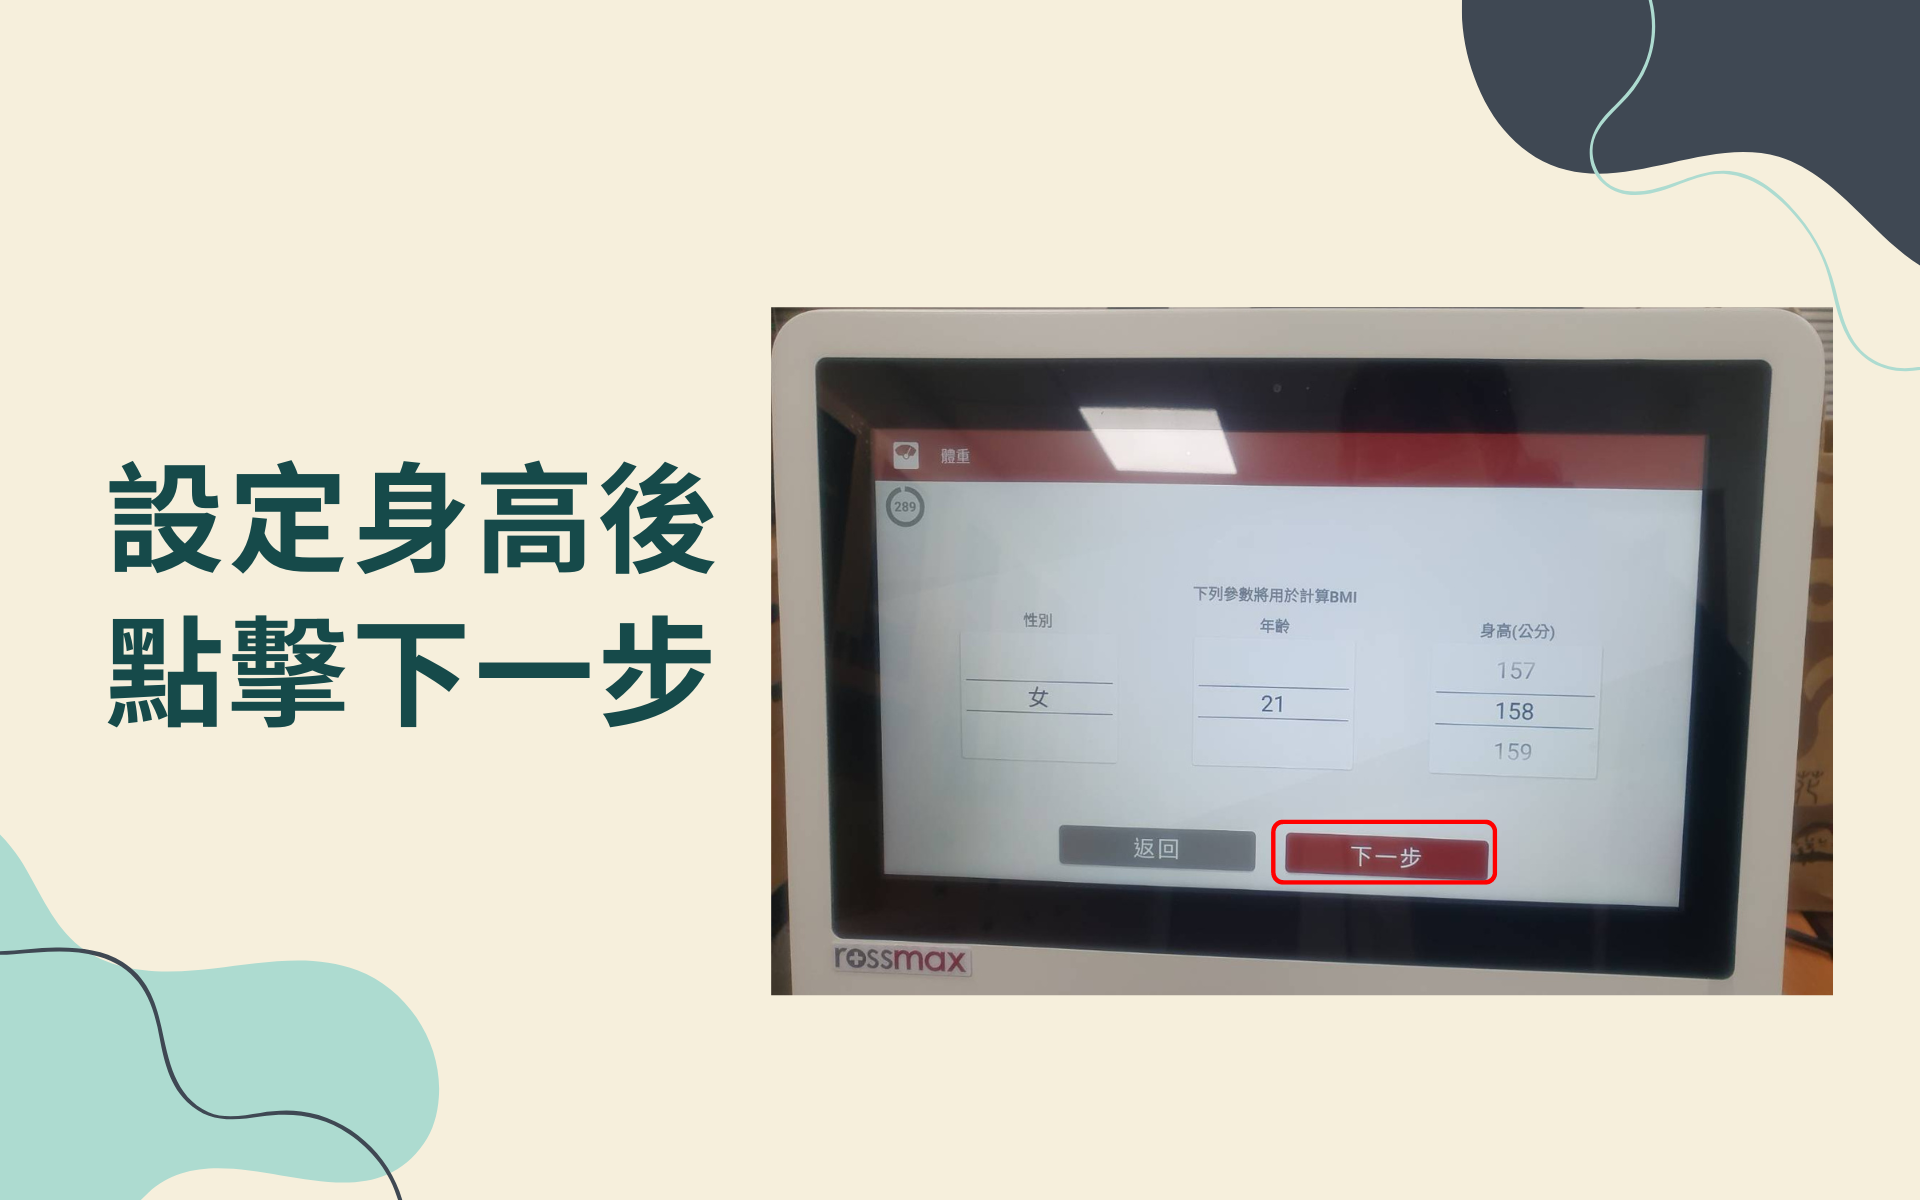 設定身高後
點擊下一步
體重
289
下列參數將用於計算BMI
性別
年齡
身高(公分)
157
女
21
158
159
返回
下一步
rossmax